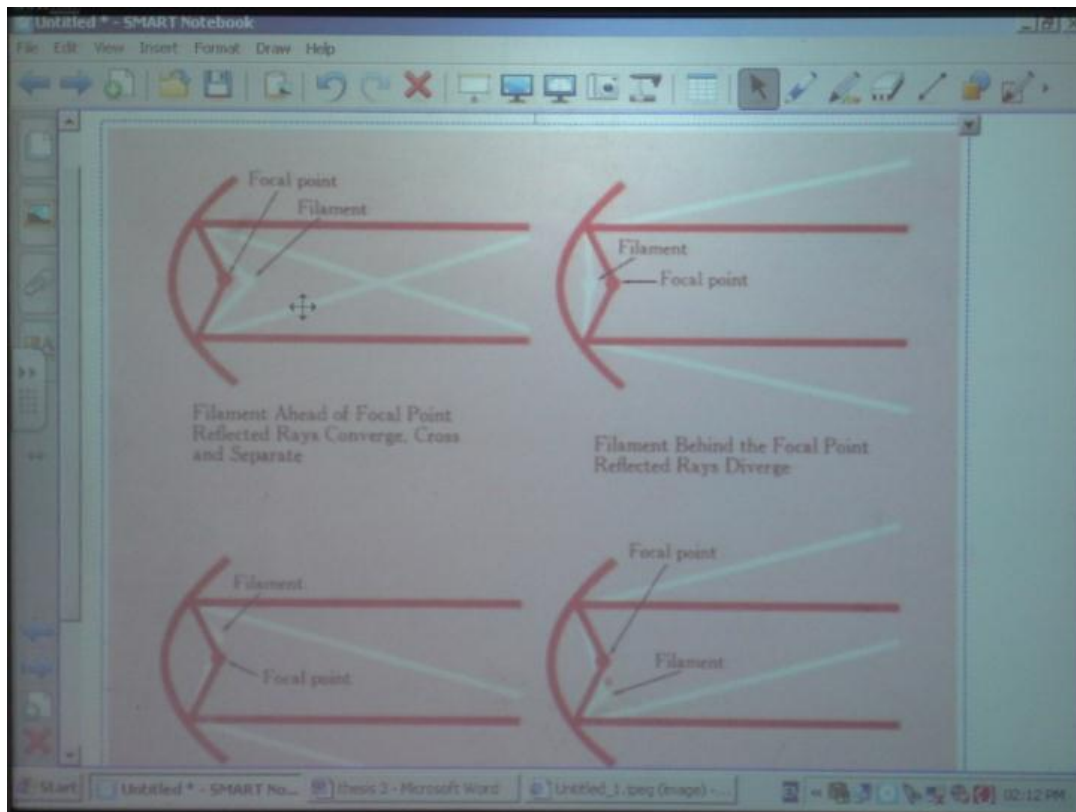 Untitled * - SMART Notebook
File Edit View Insert Format Draw Help
Focal point
Filament
Filament
Focal point
Filament Ahead of Focal Point
Reflected Rays Converge, Cross
and Separate
Filament Behind the Focal Point
Reflected Rays Diverge
Filament
Focal point
Focal point
Filament
Start
Untitled * - SMART No...
thesis 2 - Microsoft Word
Untitled_1.jpeg (image) - ...
02:12 PM